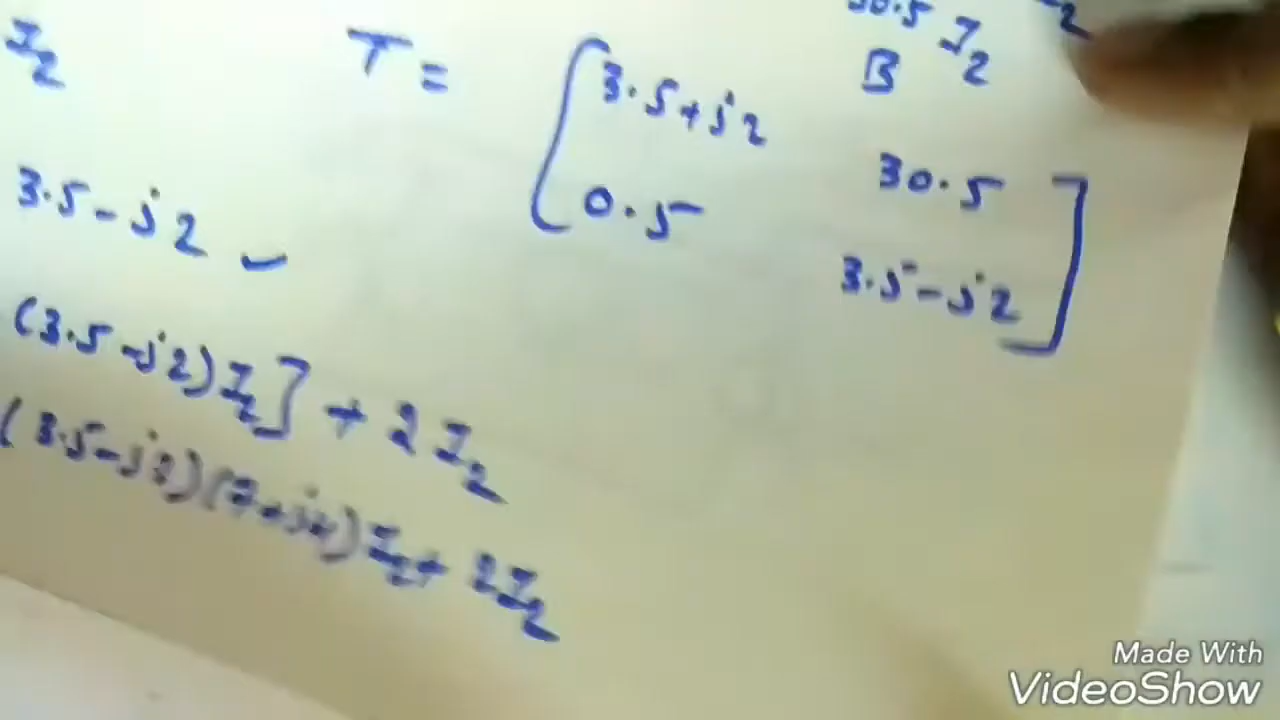 30.5 I2
B
I2
T = [ 3.5+j2 30.5
0.5 3.5-j2 ]
3.5-j2
(3.5-j2)I2] + 2I2
(3.5-j2)(7+j4)I2+ 2I2
Made With
VideoShow